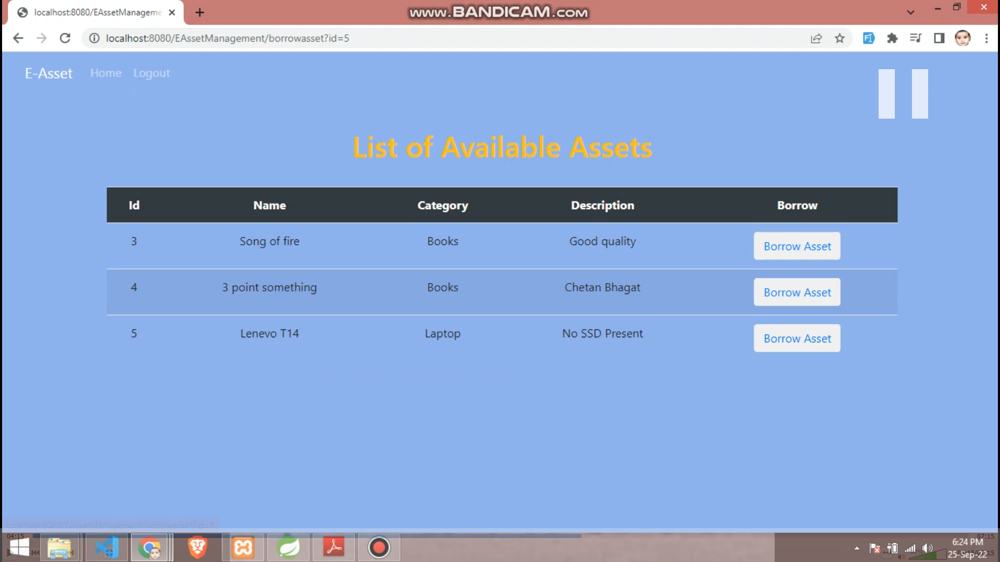 localhost:8080/EAssetManageme
www.BANDICAM.com
localhost:8080/EAssetManagement/borrowasset?id=5
E-Asset Home Logout
List of Available Assets
Id Name Category Description Borrow
3 Song of fire Books Good quality Borrow Asset
4 3 point something Books Chetan Bhagat Borrow Asset
5 Lenevo T14 Laptop No SSD Present Borrow Asset
localhost:8080/EAssetManagement/borrowasset?id=5
04:15 07:15
6:24 PM
25-Sep-22